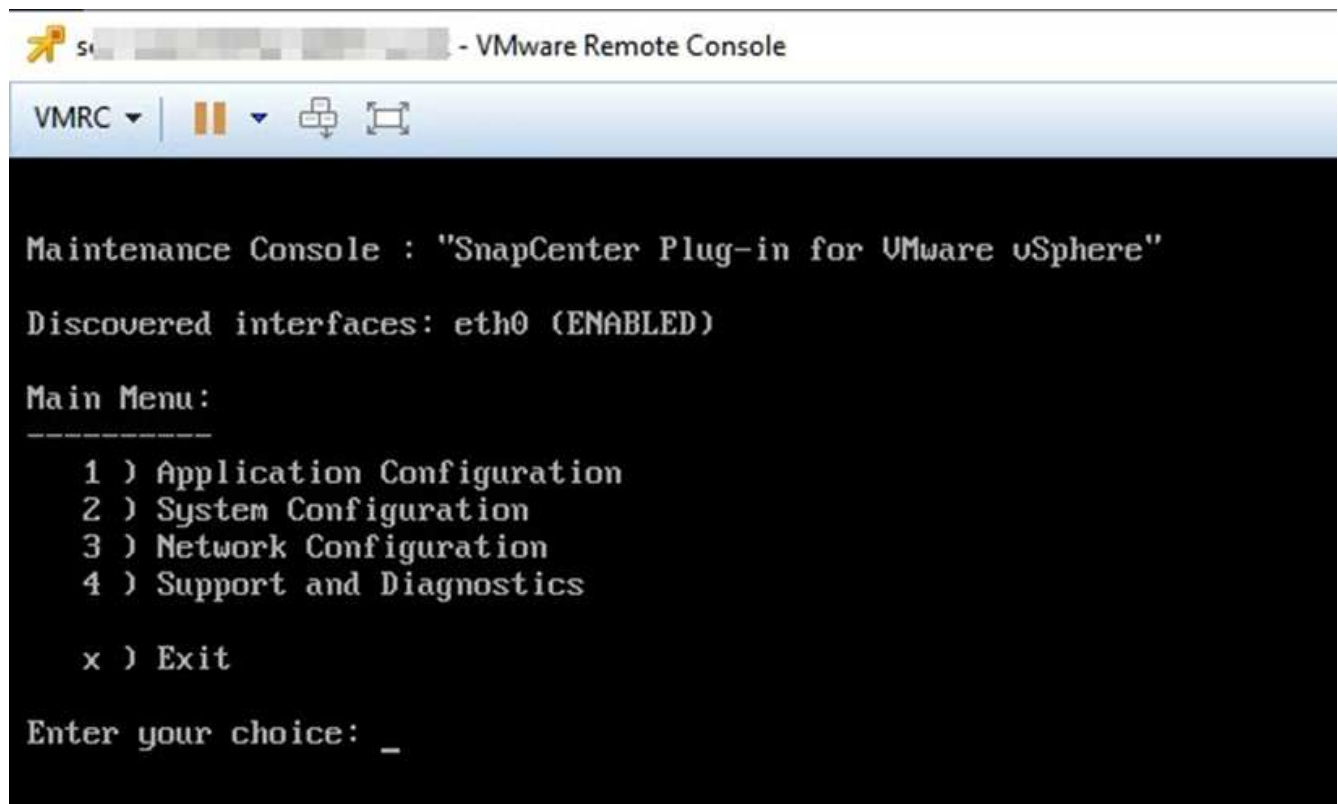 - VMware Remote Console
VMRC
Maintenance Console : "SnapCenter Plug-in for VMware vSphere"
Discovered interfaces: eth0 (ENABLED)
Main Menu:
----------
1 ) Application Configuration
2 ) System Configuration
3 ) Network Configuration
4 ) Support and Diagnostics
x ) Exit
Enter your choice: _